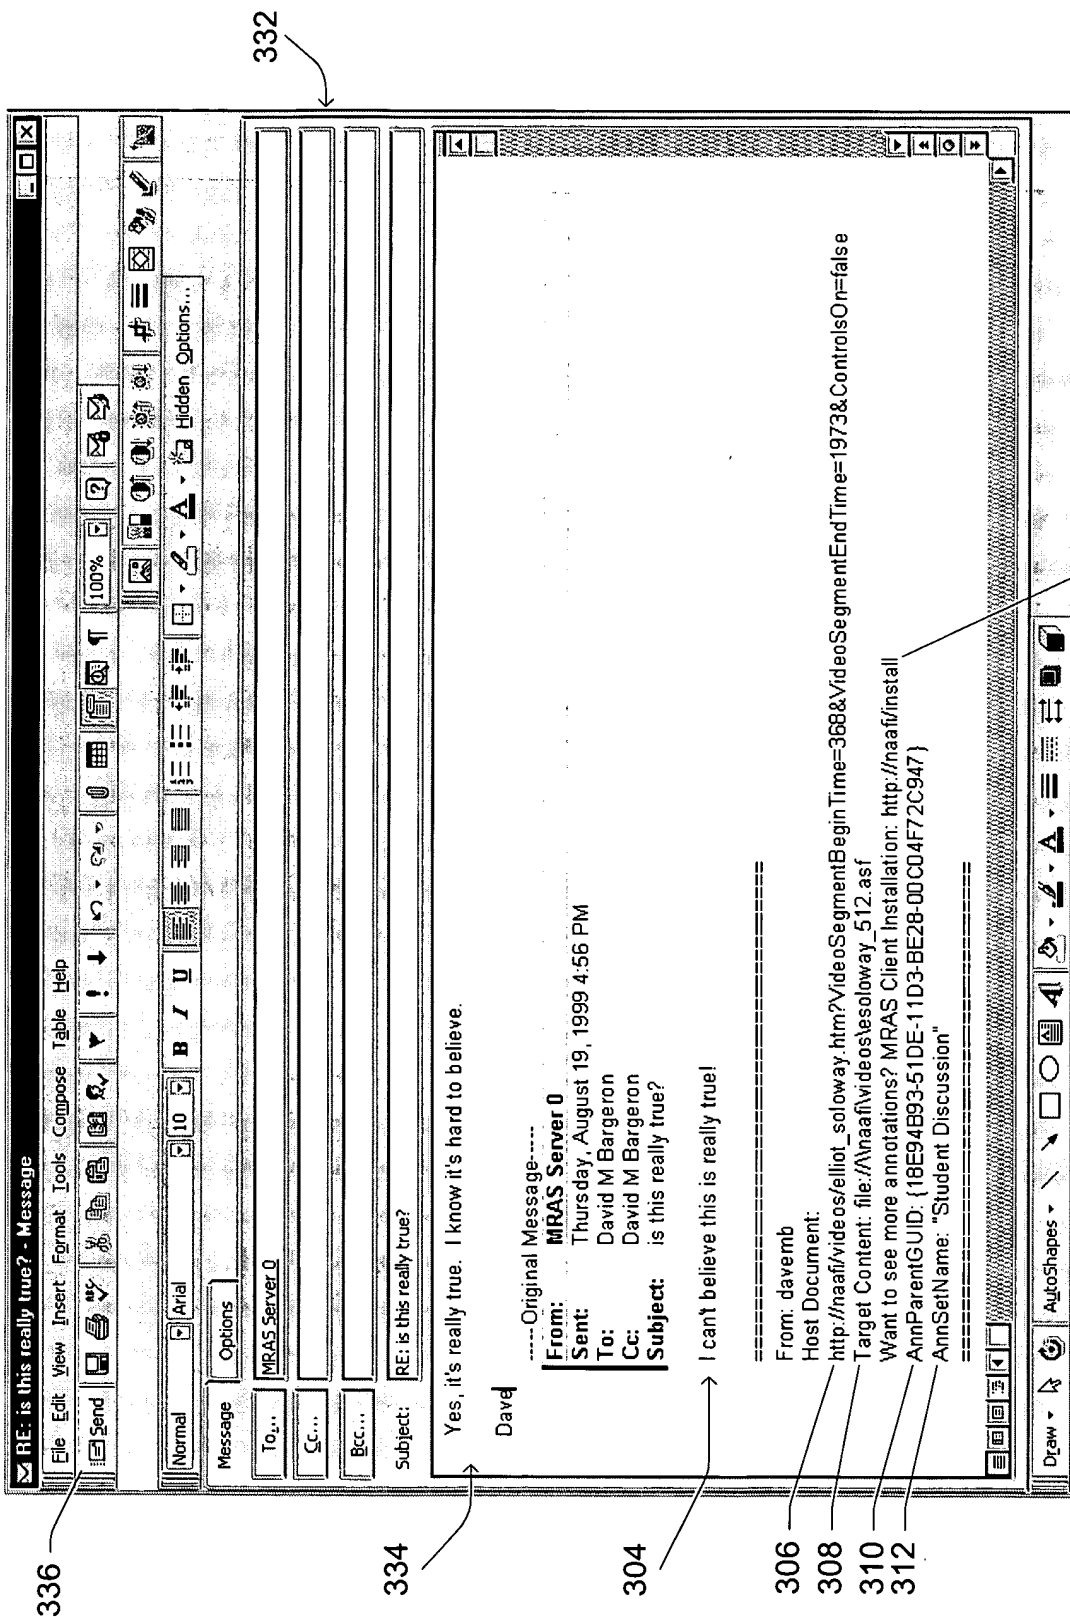 RE: is this really true? - Message
File Edit View Insert Format Tools Compose Table Help
Send 100%
Normal Arial 10 B I U A Hidden Options...
Message Options
To... MRAS Server 0
Cc...
Bcc...
Subject: RE: is this really true?
Yes, it's really true. I know it's hard to believe.
Dave
-----Original Message-----
From: MRAS Server 0
Sent: Thursday, August 19, 1999 4:56 PM
To: David M Bargeron
Cc: David M Bargeron
Subject: is this really true?
I can't believe this is really true!
From: davemb
Host Document:
http://naafi/videos/elliot_soloway.htm?VideoSegmentBeginTime=368&VideoSegmentEndTime=1973&ControlsOn=false
Target Content: file://\\naafi\videos\esoloway_512.asf
Want to see more annotations? MRAS Client Installation: http://naafi/install
AnnParentGUID: {1BE94B93-51DE-11D3-BE28-00C04F72C947}
AnnSetName: "Student Discussion"
Draw AutoShapes A A
336
334
304
306
308
310
312
332